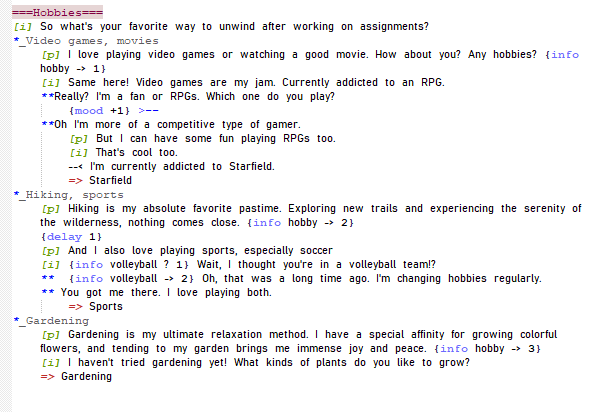 ===Hobbies===
[i] So what's your favorite way to unwind after working on assignments?
*_Video games, movies
[p] I love playing video games or watching a good movie. How about you? Any hobbies? {info
hobby -> 1}
[i] Same here! Video games are my jam. Currently addicted to an RPG.
**Really? I'm a fan or RPGs. Which one do you play?
{mood +1} >--
**Oh I'm more of a competitive type of gamer.
[p] But I can have some fun playing RPGs too.
[i] That's cool too.
--< I'm currently addicted to Starfield.
=> Starfield
*_Hiking, sports
[p] Hiking is my absolute favorite pastime. Exploring new trails and experiencing the serenity of
the wilderness, nothing comes close. {info hobby -> 2}
{delay 1}
[p] And I also love playing sports, especially soccer
[i] {info volleyball ? 1} Wait, I thought you're in a volleyball team!?
** {info volleyball -> 2} Oh, that was a long time ago. I'm changing hobbies regularly.
** You got me there. I love playing both.
=> Sports
*_Gardening
[p] Gardening is my ultimate relaxation method. I have a special affinity for growing colorful
flowers, and tending to my garden brings me immense joy and peace. {info hobby -> 3}
[i] I haven't tried gardening yet! What kinds of plants do you like to grow?
=> Gardening